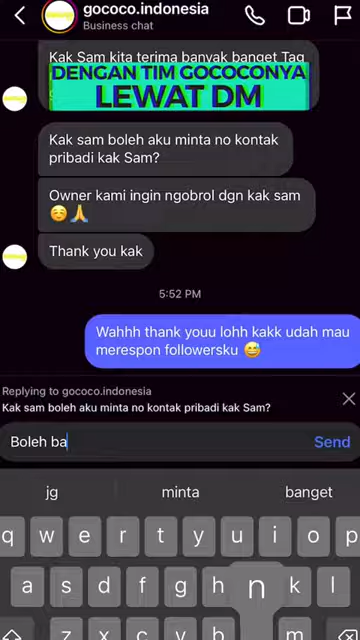 gococo.indonesia
Business chat
Kak Sam kita terima banyak banget Tag
DENGAN TIM GOCOCONYA
LEWAT DM
Kak sam boleh aku minta no kontak
pribadi kak Sam?
Owner kami ingin ngobrol dgn kak sam
☺️🙏
Thank you kak
5:52 PM
Wahhh thank youu lohh kakk udah mau
merespon followersku 😅
Replying to gococo.indonesia
Kak sam boleh aku minta no kontak pribadi kak Sam?
Boleh ba
Send
jg minta banget
q w e r t y u i o p
a s d f g h n k l
z x c v b m